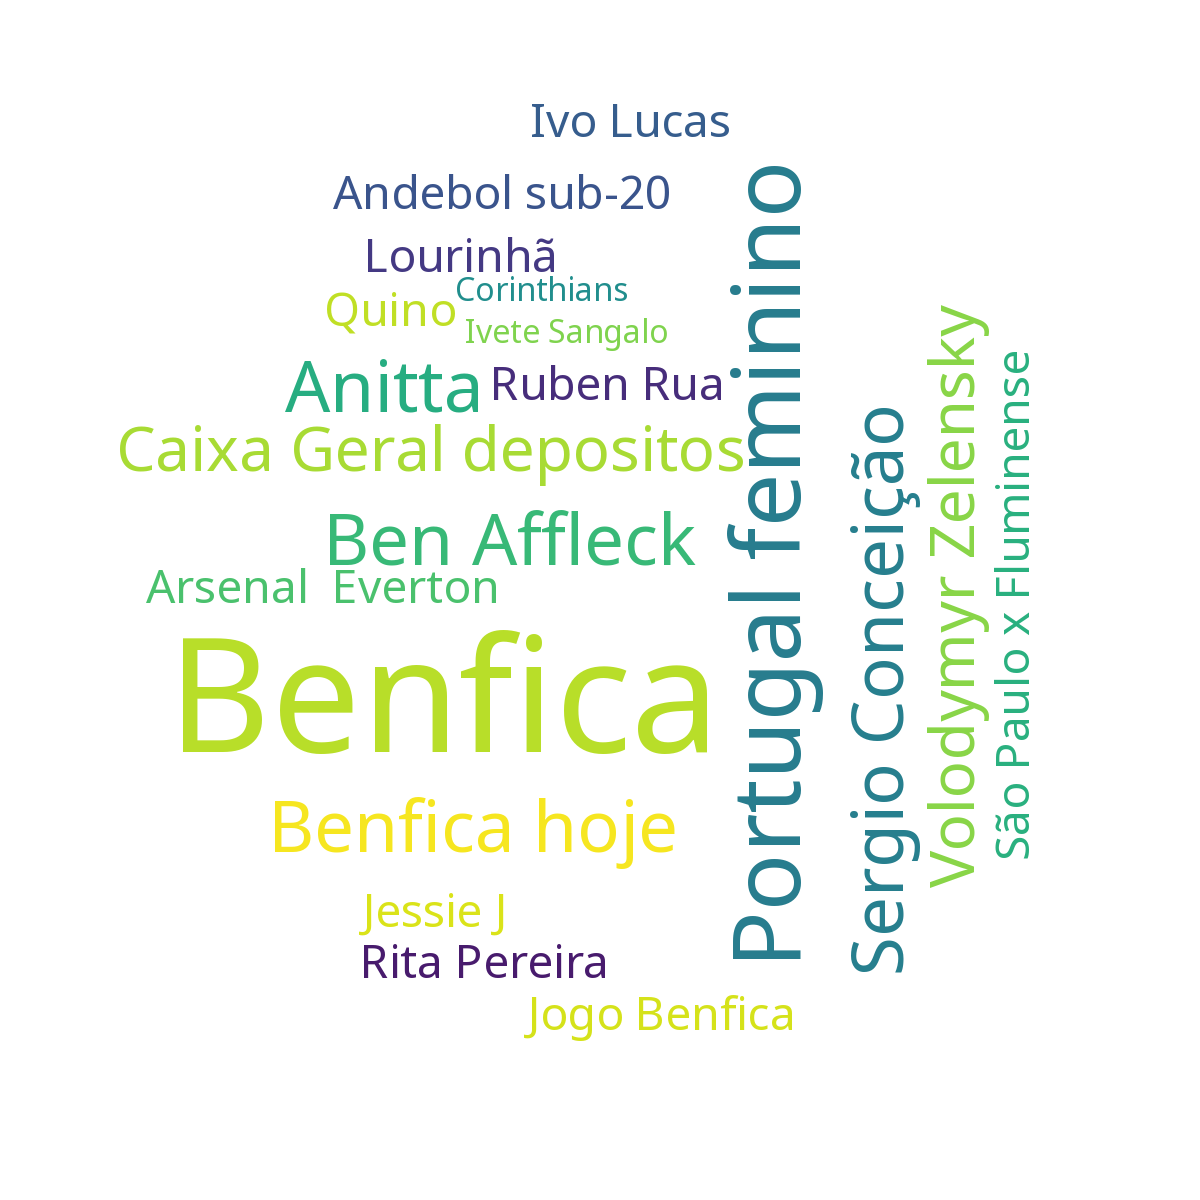 Ivo Lucas
Andebol sub-20
Lourinhã
Corinthians
Quino
Ivete Sangalo
Anitta
Ruben Rua
Caixa Geral depositos
Ben Affleck
Arsenal  Everton
Benfica
Benfica hoje
Jessie J
Rita Pereira
Jogo Benfica
Portugal feminino
Sergio Conceição
Volodymyr Zelensky
São Paulo x Fluminense